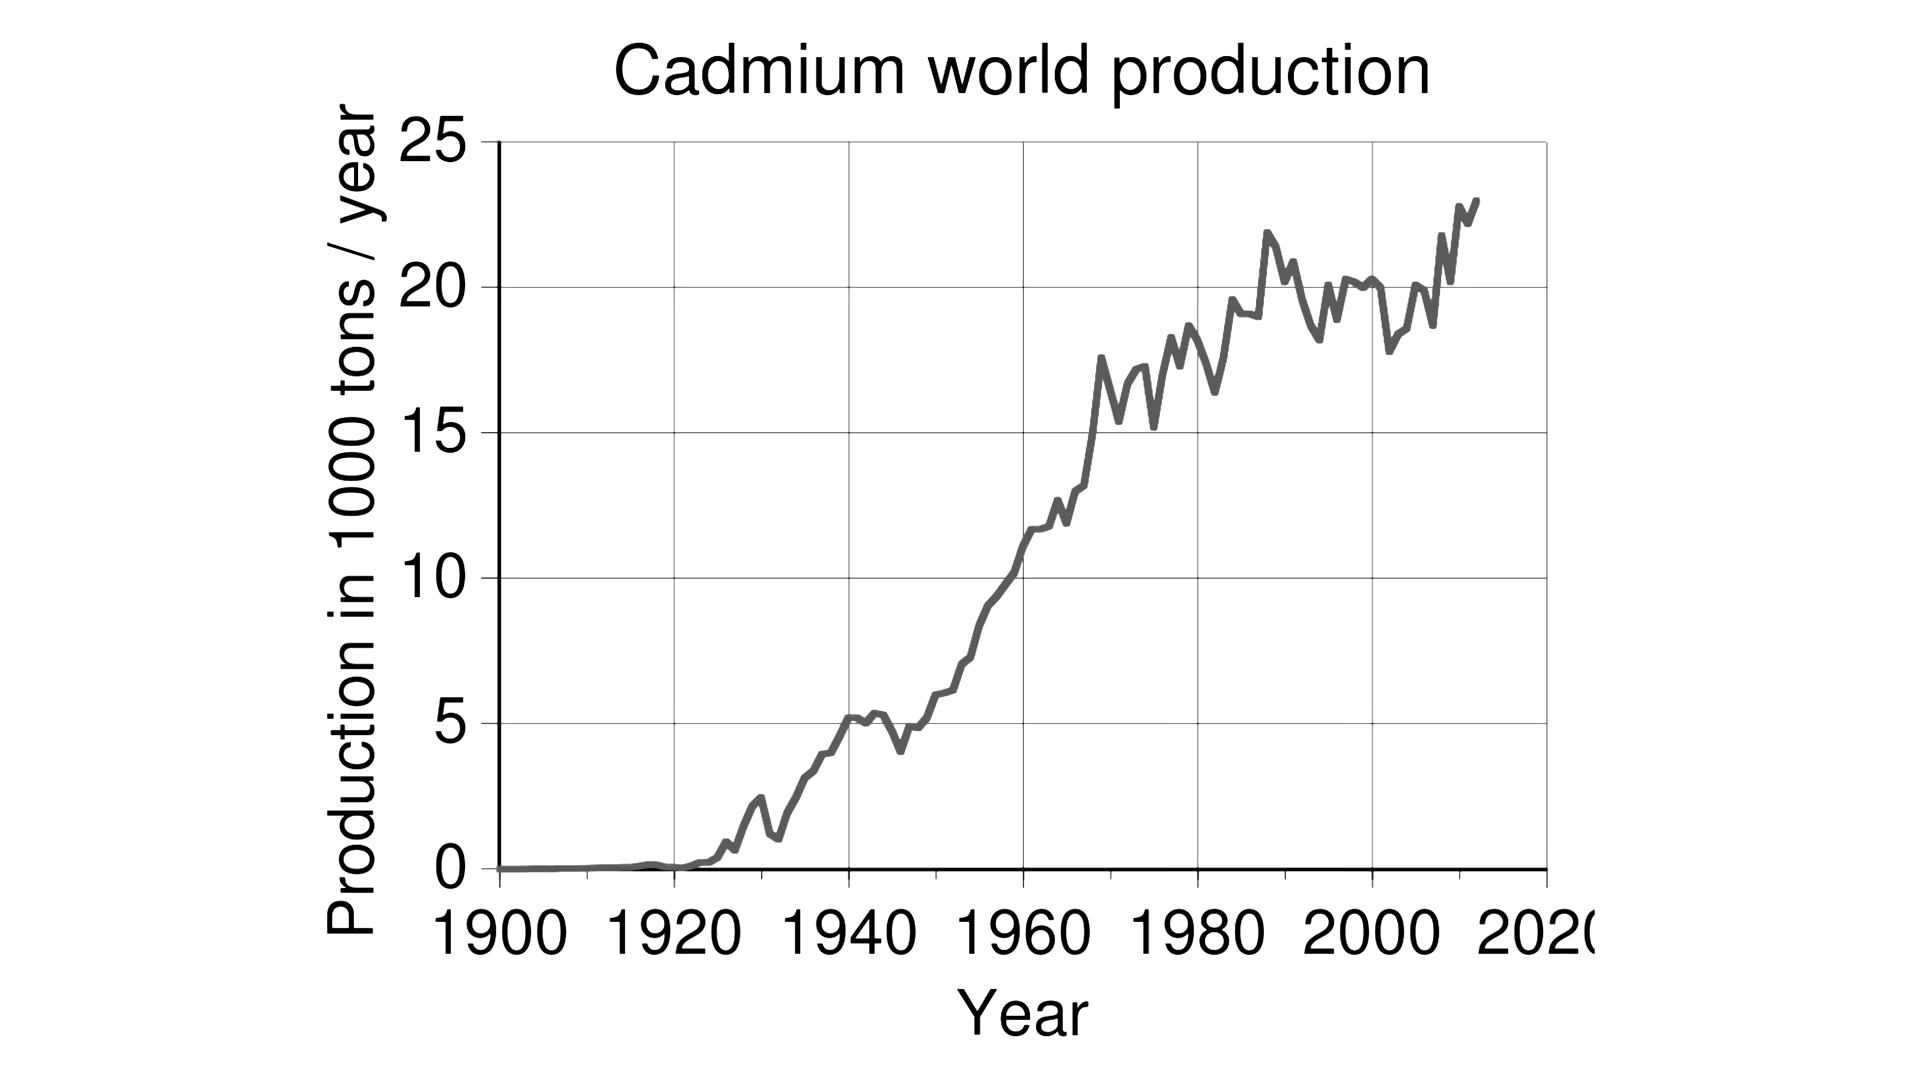 Cadmium world production
Production in 1000 tons / year
25
20
15
10
5
0
1900 1920 1940 1960 1980 2000 2020
Year